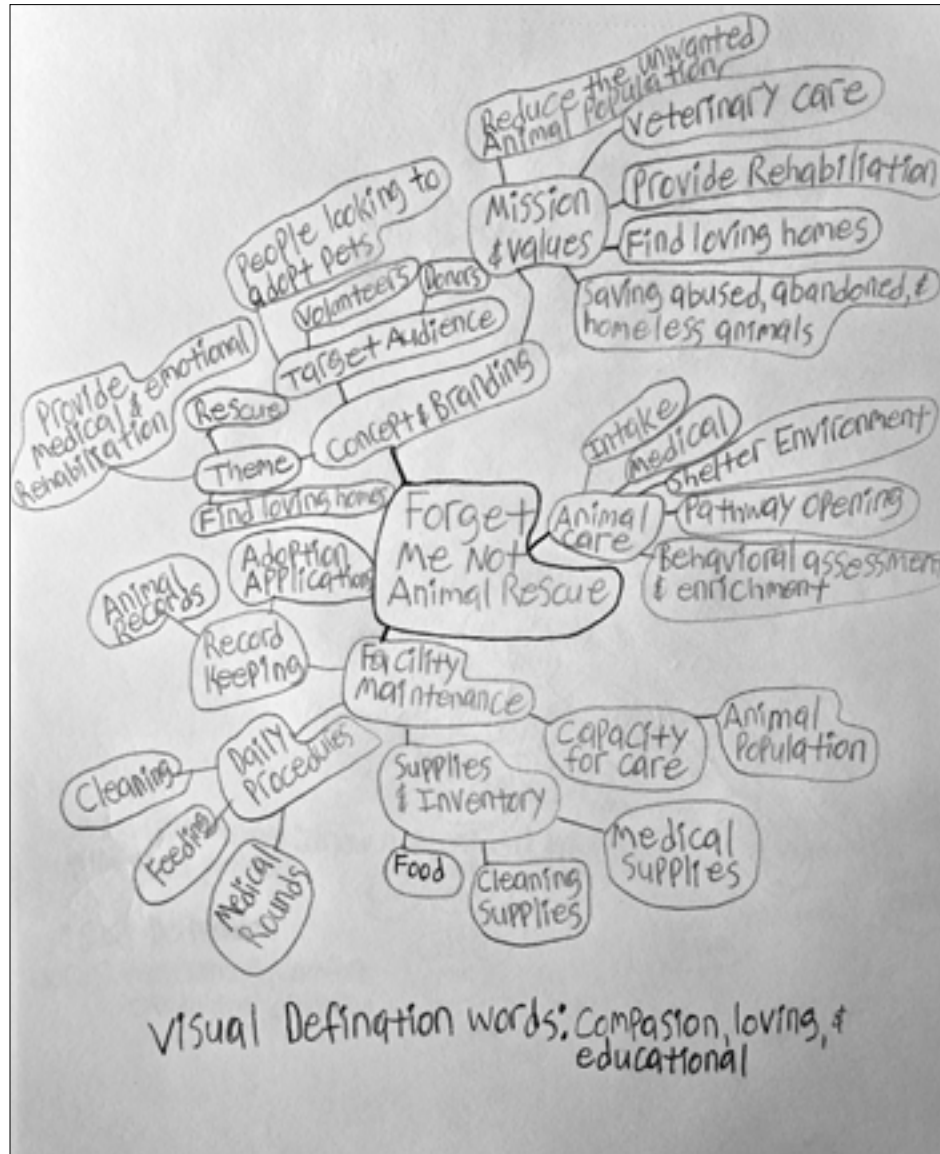 Reduce the unwanted
Animal Population
veterinary care
Provide Rehabiliation
Find loving homes
Saving abused, abandoned, &
homeless animals
Mission
& values
People looking to
adopt pets
Volunteers
Donors
Target Audience
Concept & Branding
Provide
medical & emotional
Rehabiliation
Rescue
Theme
Find loving homes
Forget
Me Not
Animal Rescue
Animal
care
Intake
Medical
Shelter Environment
Pathway opening
Behavioral assessment
& enrichment
Adoption
Application
Animal
Records
Record
Keeping
Facility
Maintenance
Capacity
for care
Animal
Population
Daily
Procedures
Cleaning
Feeding
Medical
Rounds
Supplies
& Inventory
Food
Cleaning
Supplies
Medical
Supplies
Visual Defination words: Compasion, loving, &
educational